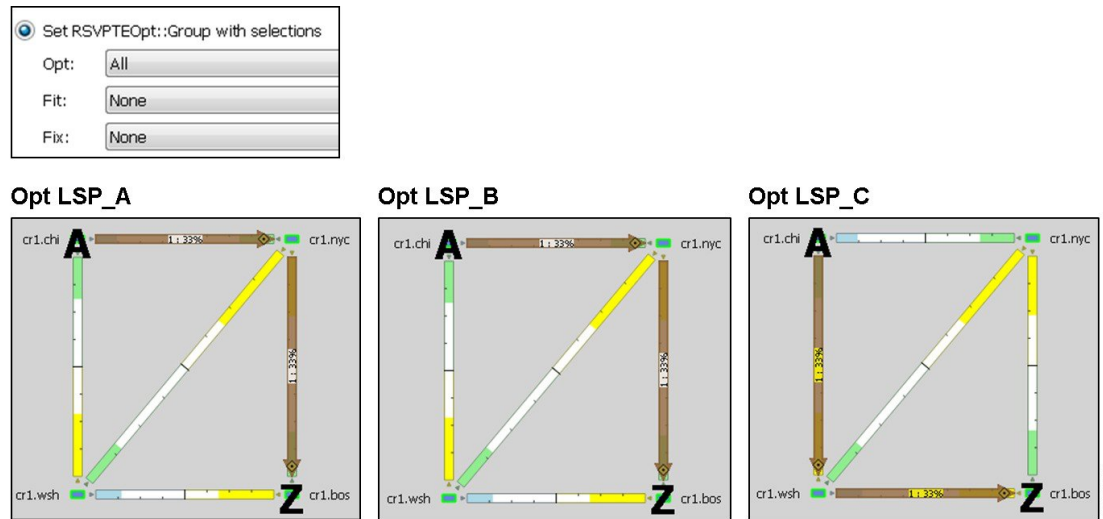 Set RSVPTEOpt::Group with selections
Opt: All
Fit: None
Fix: None
Opt LSP_A
Opt LSP_B
Opt LSP_C
cr1.chi A 1 : 33% cr1.nyc
1 : 33%
cr1.wsh Z cr1.bos
cr1.chi A 1 : 33% cr1.nyc
1 : 33%
cr1.wsh Z cr1.bos
cr1.chi A cr1.nyc
1 : 33%
cr1.wsh 1 : 33% Z cr1.bos